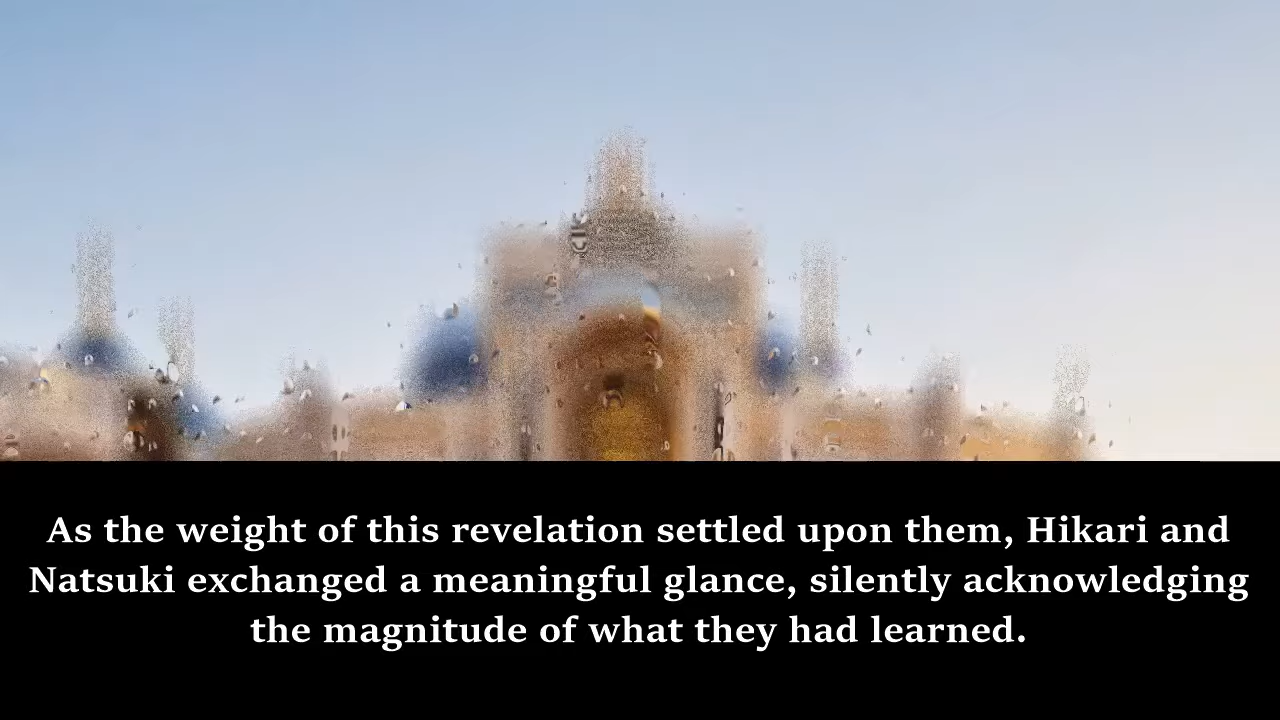 As the weight of this revelation settled upon them, Hikari and
Natsuki exchanged a meaningful glance, silently acknowledging
the magnitude of what they had learned.